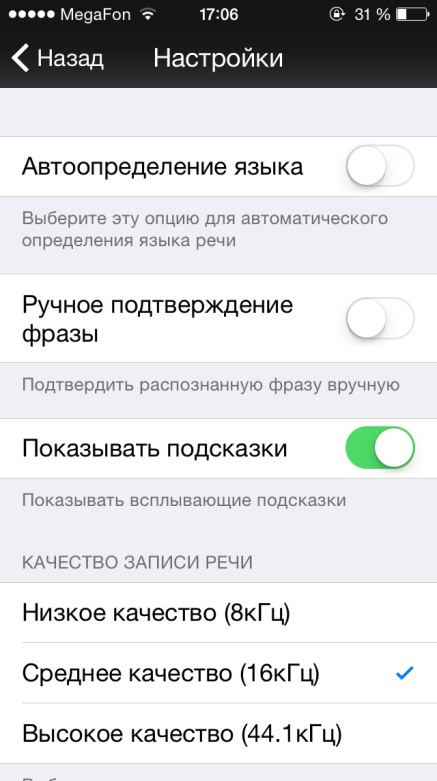 MegaFon 17:06 31 %
Назад Настройки
Автоопределение языка
Выберите эту опцию для автоматического
определения языка речи
Ручное подтверждение
фразы
Подтвердить распознанную фразу вручную
Показывать подсказки
Показывать всплывающие подсказки
КАЧЕСТВО ЗАПИСИ РЕЧИ
Низкое качество (8кГц)
Среднее качество (16кГц)
Высокое качество (44.1кГц)